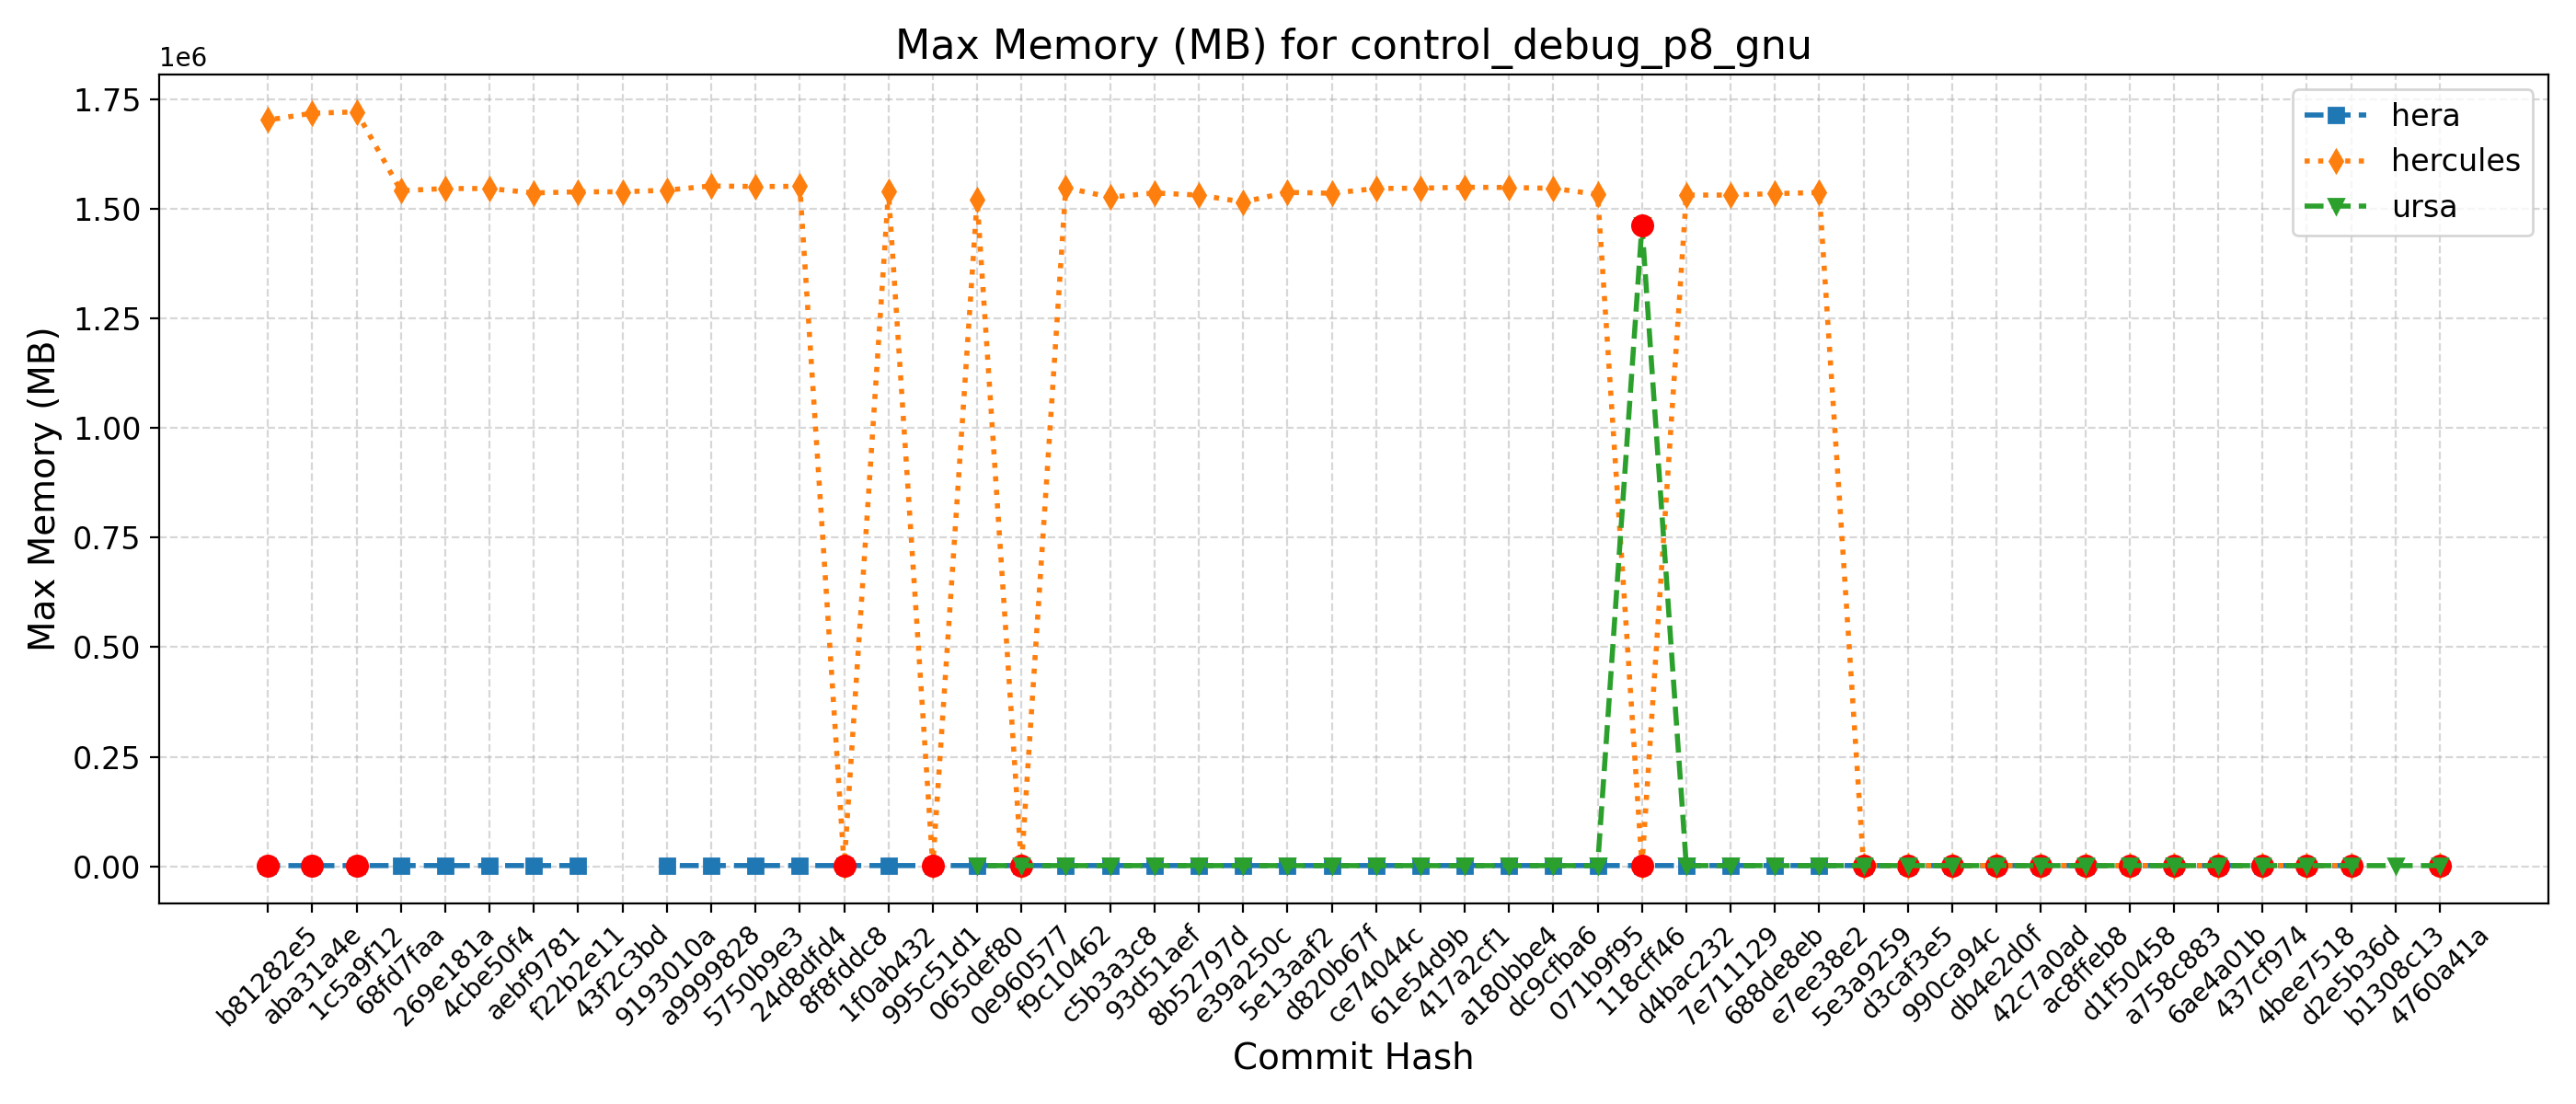 Max Memory (MB) for control_debug_p8_gnu
1e6
1.75
1.50
1.25
1.00
0.75
0.50
0.25
0.00
Max Memory (MB)
hera
hercules
ursa
b81282e5
aba31a4e
1c5a9f12
68fd7faa
269e181a
4cbe50f4
aebf9781
f22b2e11
43f2c3bd
9193010a
a9999828
5750b9e3
24d8dfd4
8f8fddc8
1f0ab432
995c51d1
065def80
0e960577
f9c10462
c5b3a3c8
93d51aef
8b52797d
e39a250c
5e13aaf2
d820b67f
ce74044c
61e54d9b
417a2cf1
a180bbe4
dc9cfba6
071b9f95
118cff46
d4bac232
7e711129
688de8eb
e7ee38e2
5e3a9259
d3caf3e5
990ca94c
db4e2d0f
42c7a0ad
ac8ffeb8
d1f50458
a758c883
6ae4a01b
437cf974
4bee7518
d2e5b36d
b1308c13
4760a41a
Commit Hash